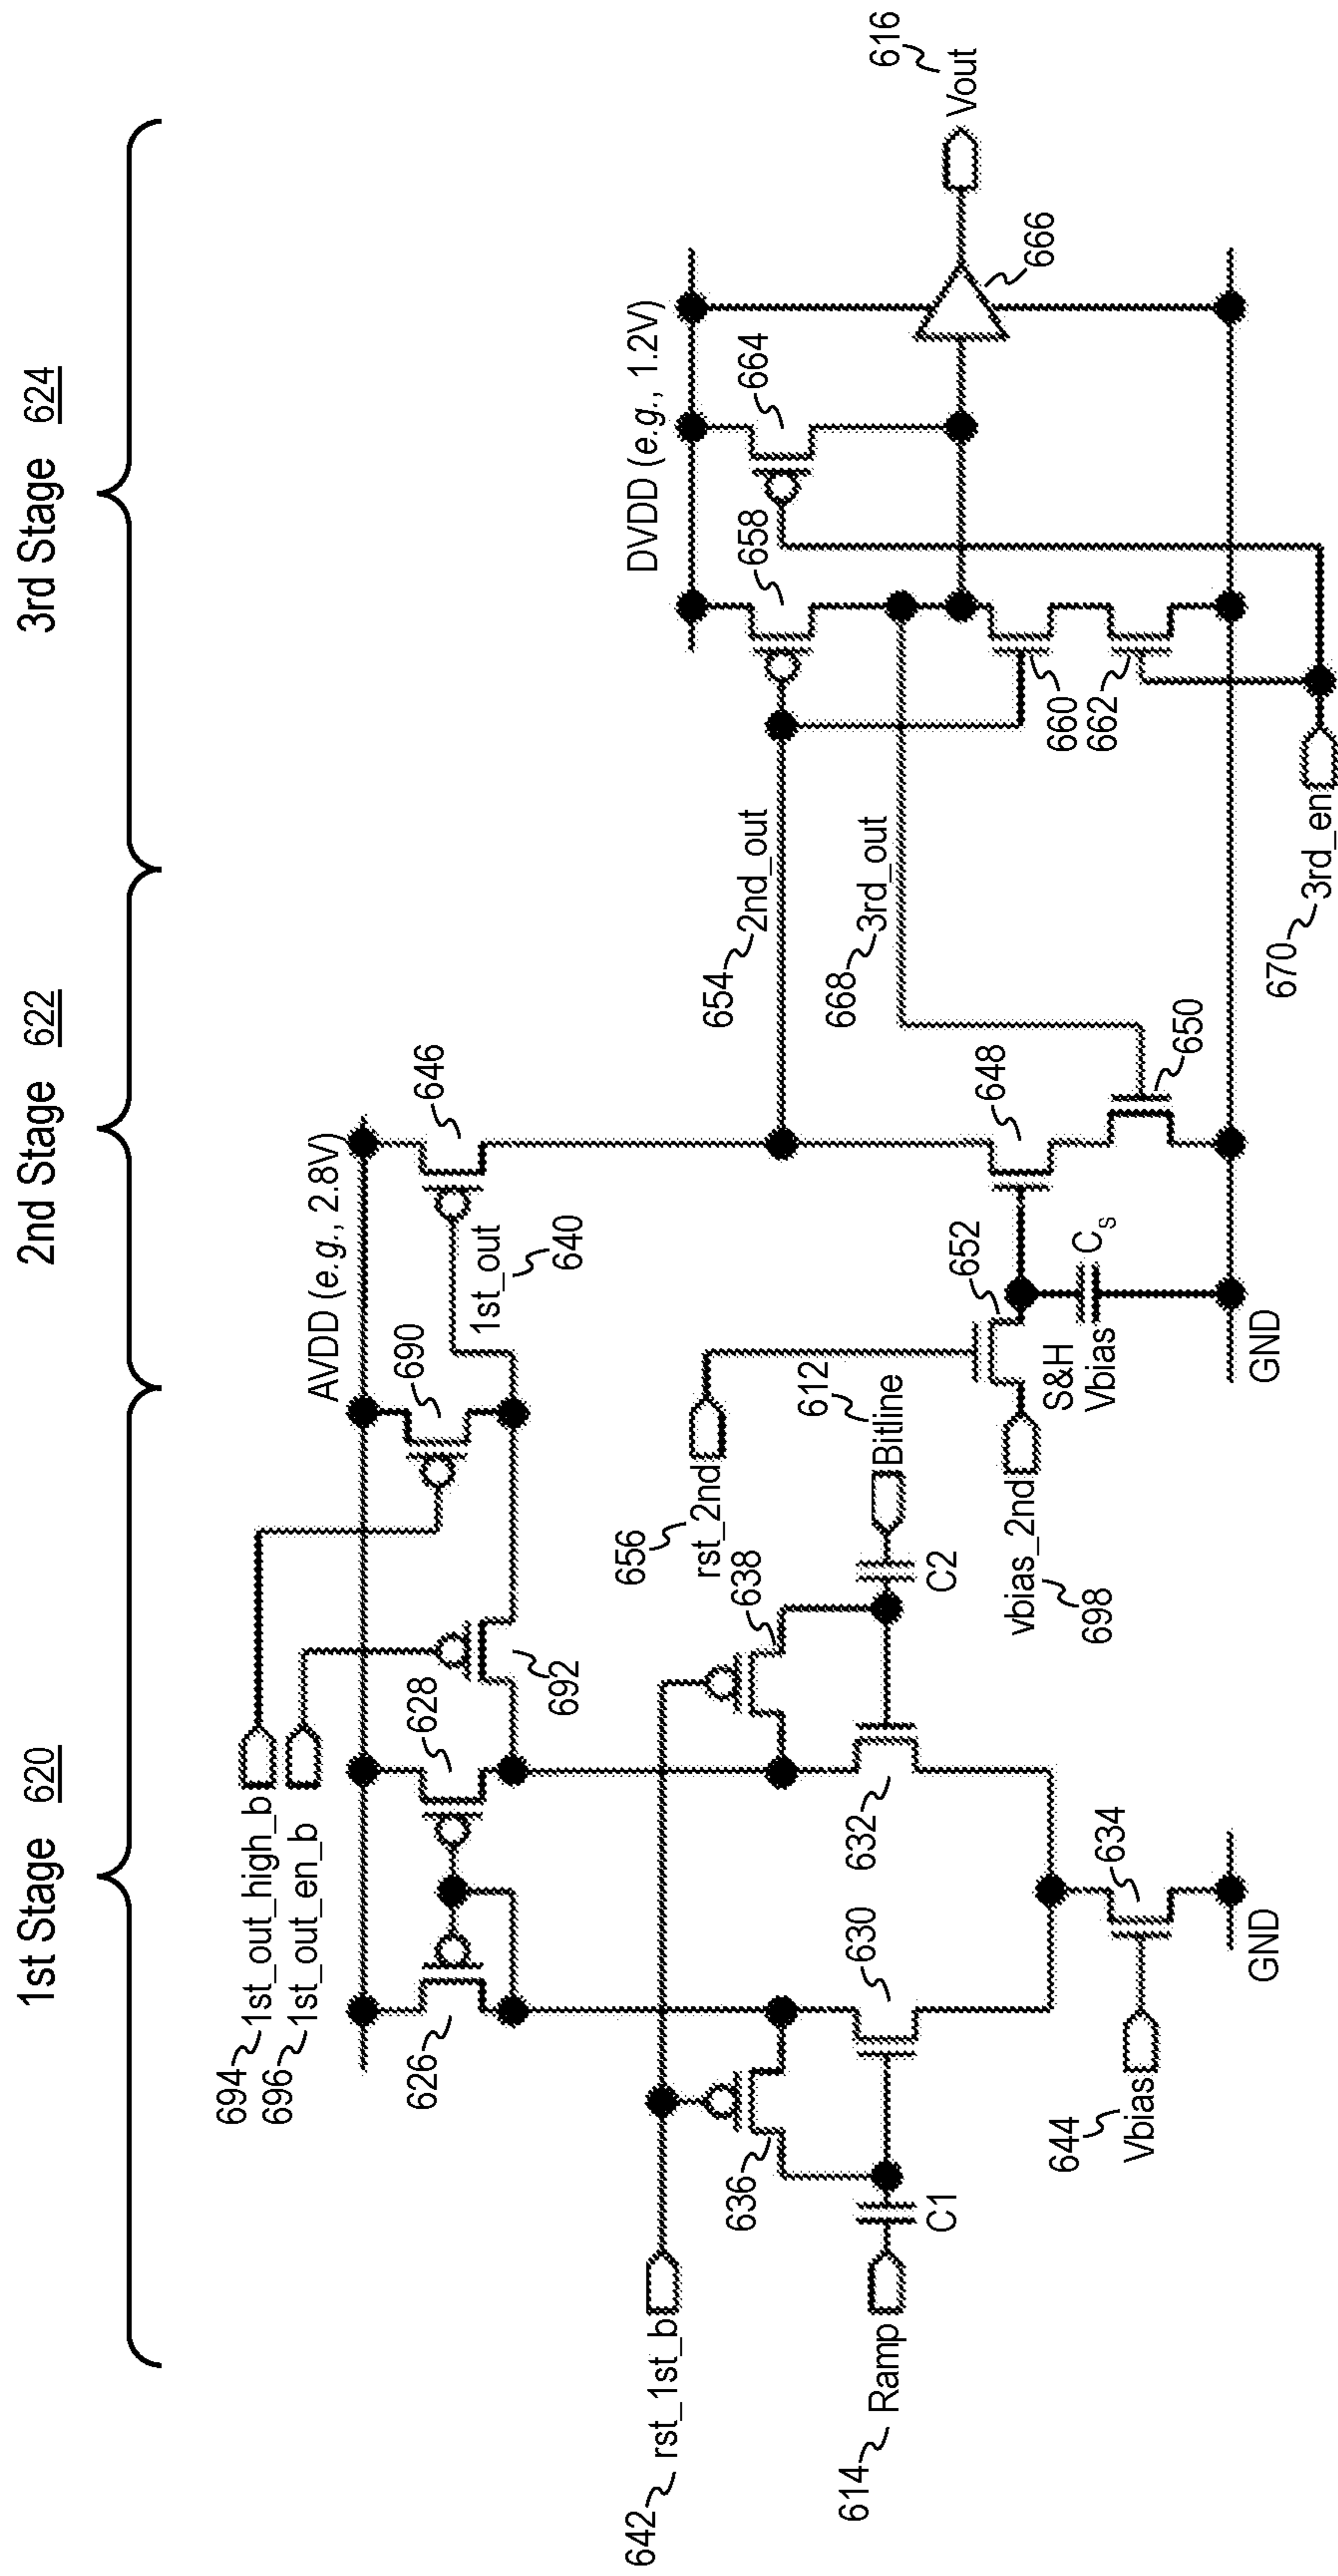 1st Stage 620
2nd Stage 622
3rd Stage 624
694 1st_out_high_b
696 1st_out_en_b
AVDD (e.g., 2.8V)
626
628
690
692
646
1st_out
640
642 rst_1st_b
636
638
614 Ramp
C1
630
632
C2
612
Bitline
644
Vbias
634
GND
656
rst_2nd
vbias_2nd
698
652
S&H
Vbias
Cs
648
650
GND
654 2nd_out
668 3rd_out
670 3rd_en
DVDD (e.g., 1.2V)
658
664
660
662
666
616
Vout